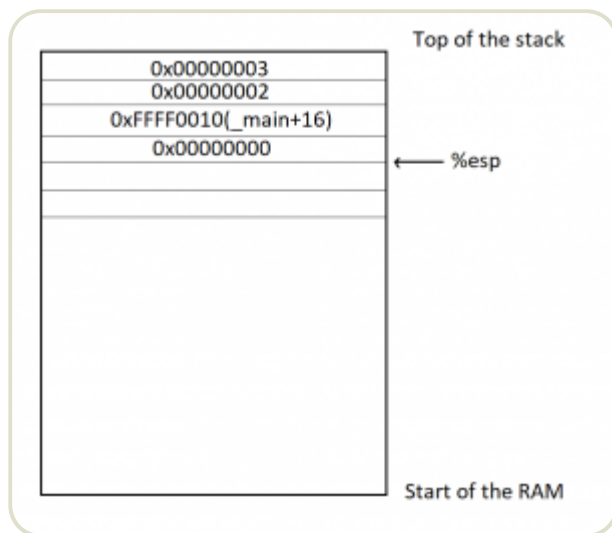 Top of the stack
0x00000003
0x00000002
0xFFFF0010(_main+16)
0x00000000
%esp
Start of the RAM